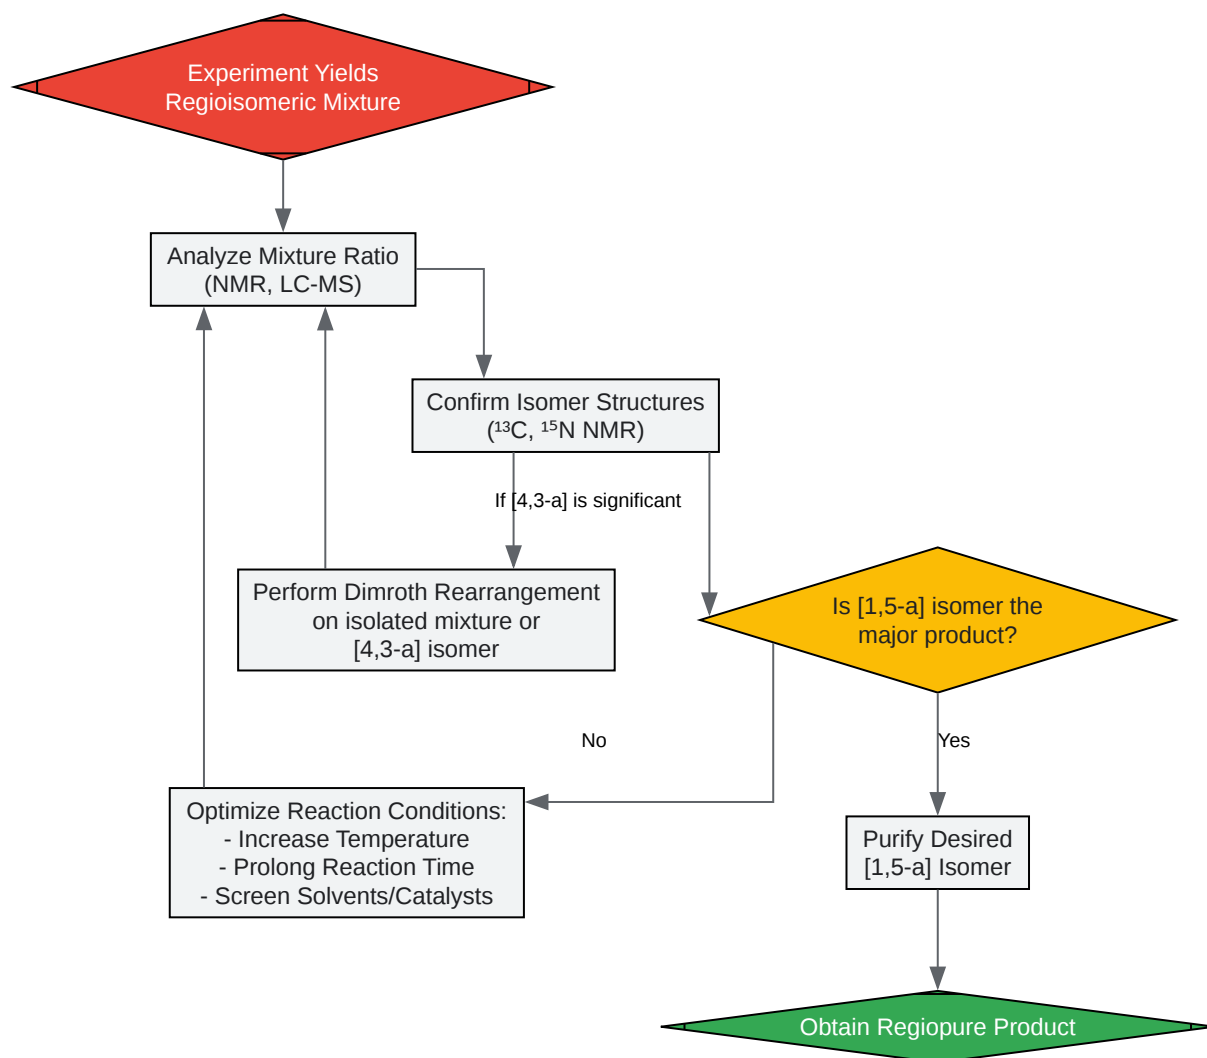 Experiment Yields
Regioisomeric Mixture
Analyze Mixture Ratio
(NMR, LC-MS)
Confirm Isomer Structures
(¹³C, ¹⁵N NMR)
If [4,3-a] is significant
Perform Dimroth Rearrangement
on isolated mixture or
[4,3-a] isomer
Is [1,5-a] isomer the
major product?
No
Yes
Optimize Reaction Conditions:
- Increase Temperature
- Prolong Reaction Time
- Screen Solvents/Catalysts
Purify Desired
[1,5-a] Isomer
Obtain Regiopure Product